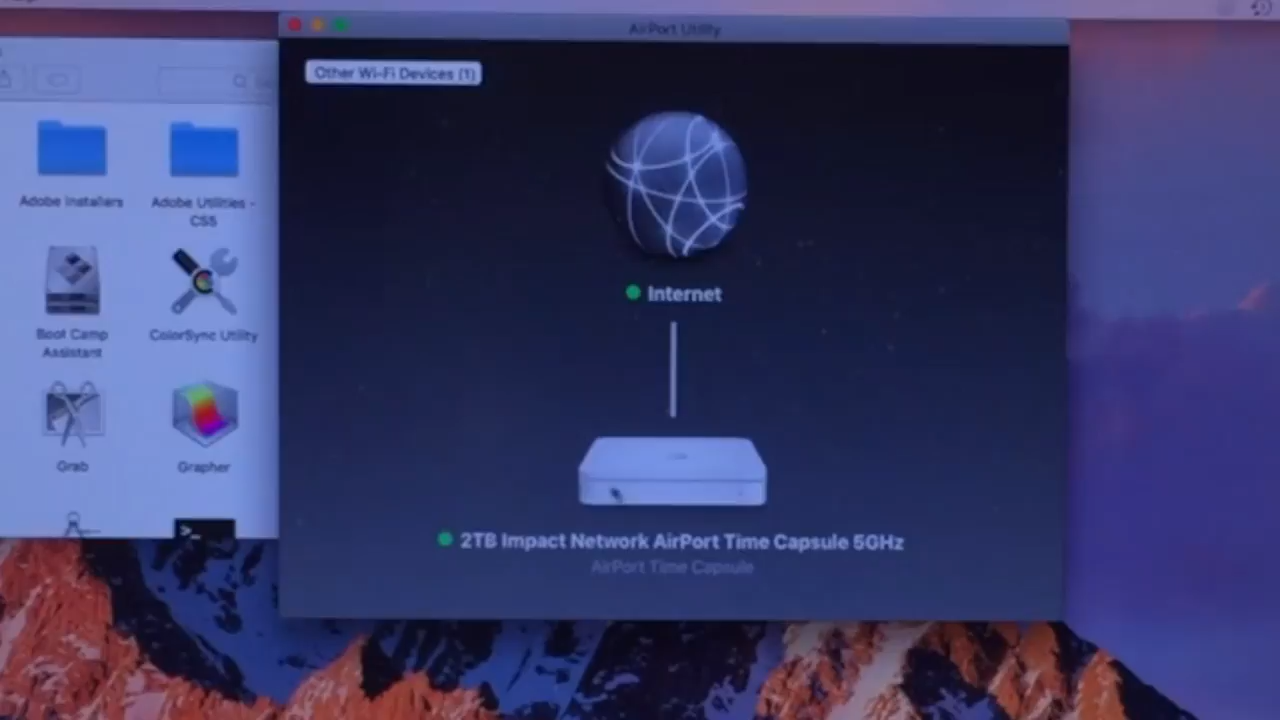 AirPort Utility
Other Wi-Fi Devices (1)
Adobe Installers
Adobe Utilities -
CS5
Internet
Boot Camp
Assistant
ColorSync Utility
Grab
Grapher
>_
2TB Impact Network AirPort Time Capsule 5GHz
AirPort Time Capsule